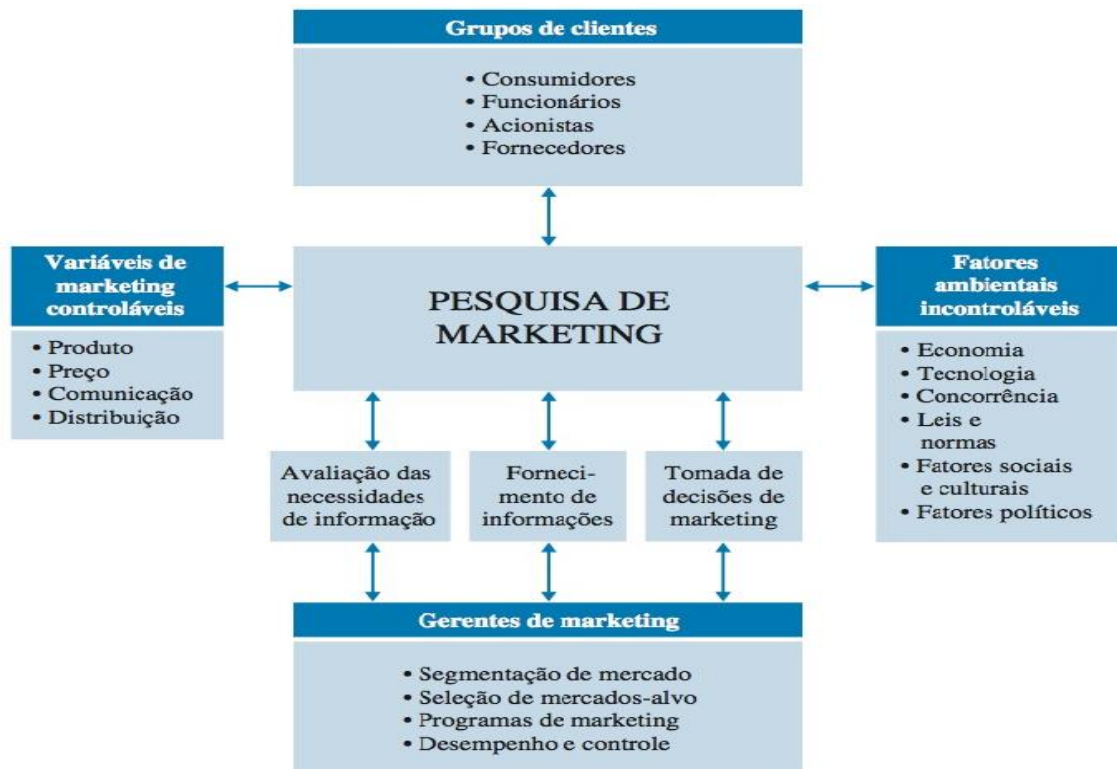 Grupos de clientes
• Consumidores
• Funcionários
• Acionistas
• Fornecedores
Variáveis de
marketing
controláveis
• Produto
• Preço
• Comunicação
• Distribuição
PESQUISA DE
MARKETING
Fatores
ambientais
incontroláveis
• Economia
• Tecnologia
• Concorrência
• Leis e
normas
• Fatores sociais
e culturais
• Fatores políticos
Avaliação das
necessidades
de informação
Forneci-
mento de
informações
Tomada de
decisões de
marketing
Gerentes de marketing
• Segmentação de mercado
• Seleção de mercados-alvo
• Programas de marketing
• Desempenho e controle